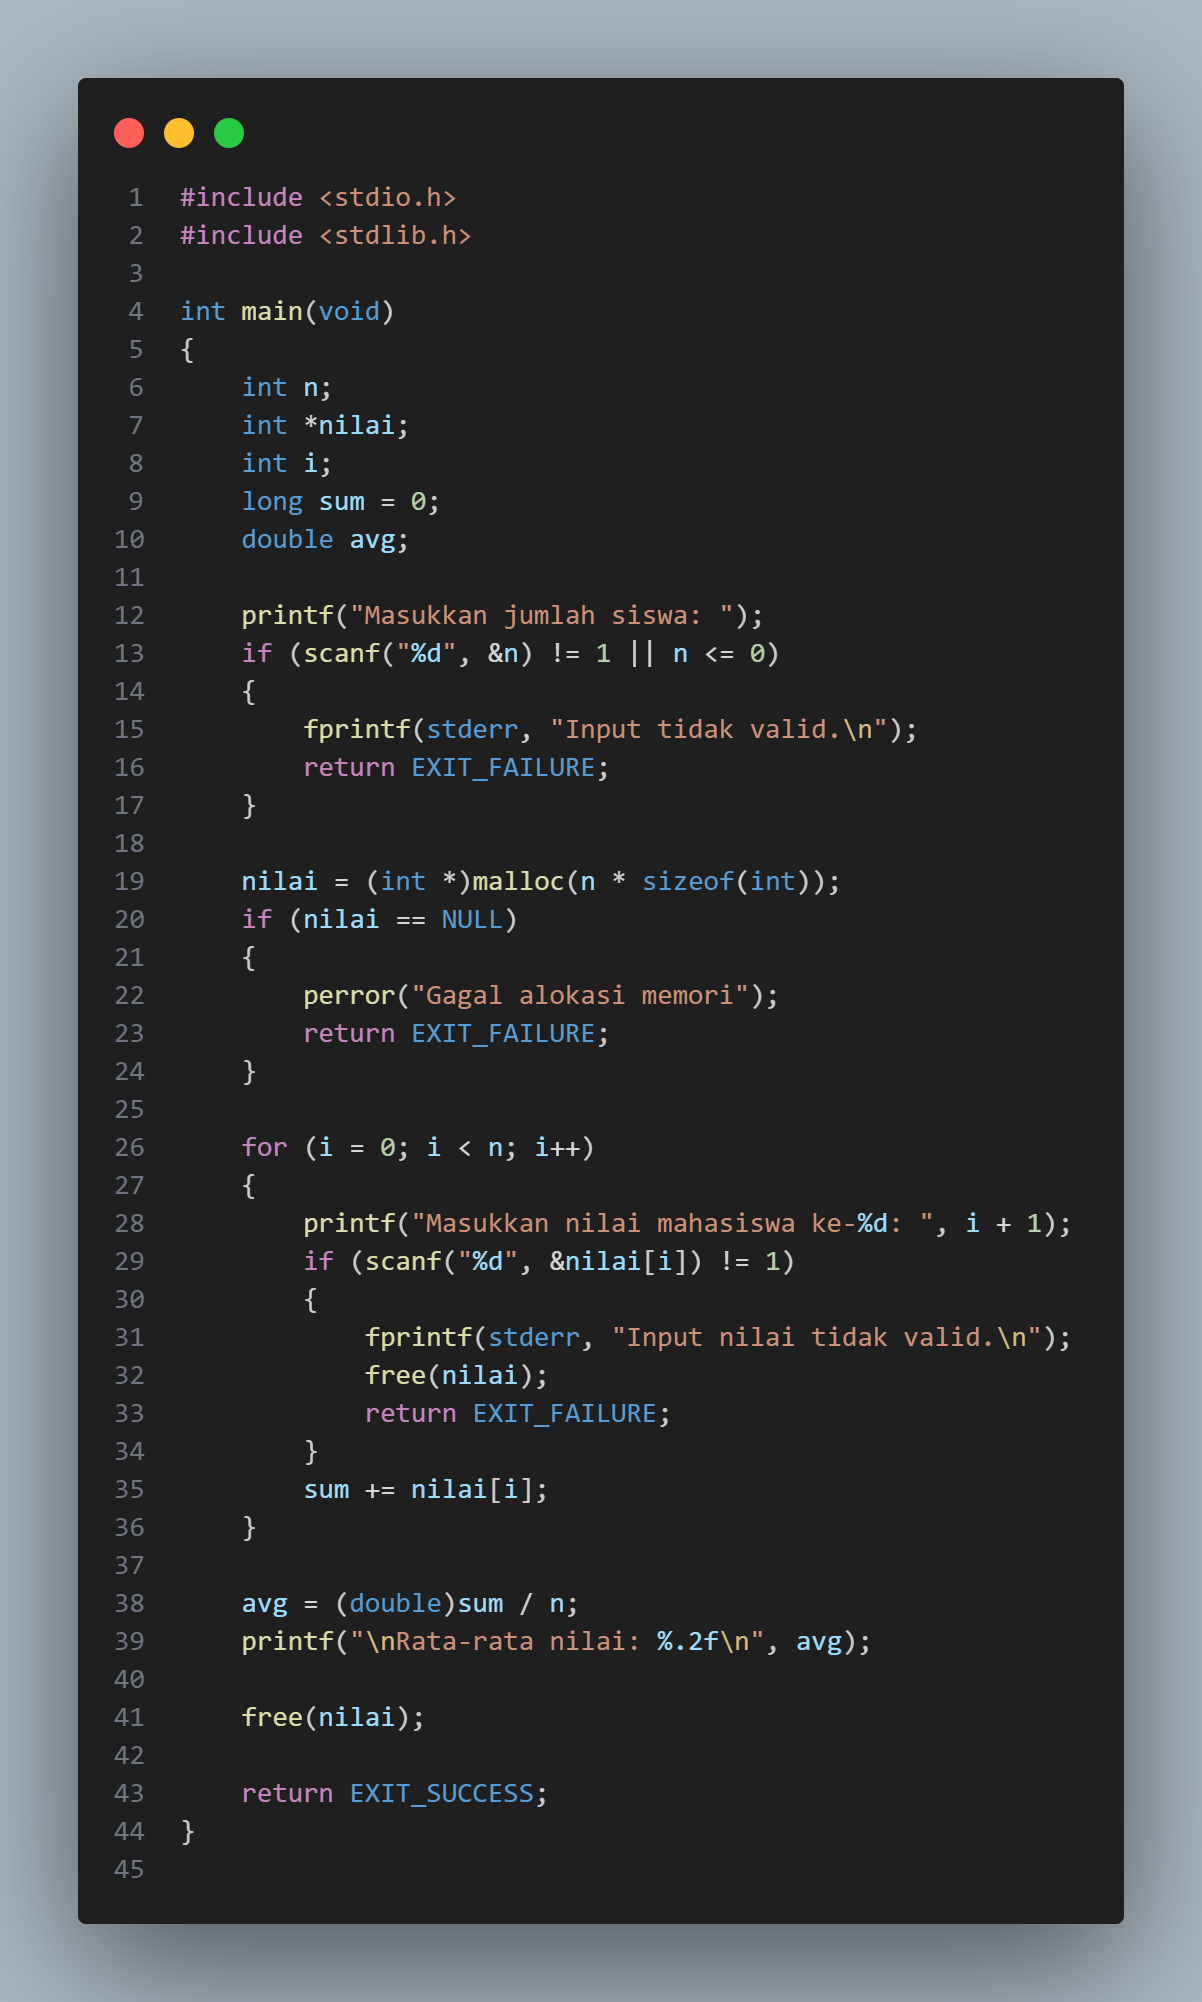 1 #include <stdio.h>
2 #include <stdlib.h>
3
4 int main(void)
5 {
6     int n;
7     int *nilai;
8     int i;
9     long sum = 0;
10     double avg;
11
12     printf("Masukkan jumlah siswa: ");
13     if (scanf("%d", &n) != 1 || n <= 0)
14     {
15         fprintf(stderr, "Input tidak valid.\n");
16         return EXIT_FAILURE;
17     }
18
19     nilai = (int *)malloc(n * sizeof(int));
20     if (nilai == NULL)
21     {
22         perror("Gagal alokasi memori");
23         return EXIT_FAILURE;
24     }
25
26     for (i = 0; i < n; i++)
27     {
28         printf("Masukkan nilai mahasiswa ke-%d: ", i + 1);
29         if (scanf("%d", &nilai[i]) != 1)
30         {
31             fprintf(stderr, "Input nilai tidak valid.\n");
32             free(nilai);
33             return EXIT_FAILURE;
34         }
35         sum += nilai[i];
36     }
37
38     avg = (double)sum / n;
39     printf("\nRata-rata nilai: %.2f\n", avg);
40
41     free(nilai);
42
43     return EXIT_SUCCESS;
44 }
45